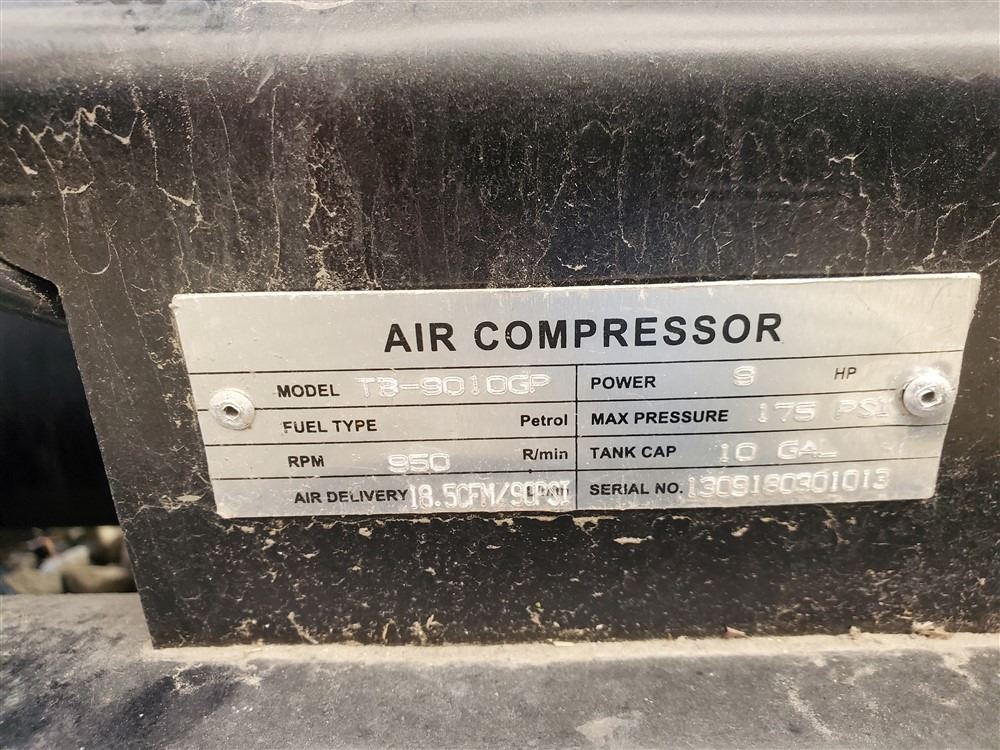 AIR COMPRESSOR
MODEL TB-9010GP POWER 9 HP
FUEL TYPE Petrol MAX PRESSURE 175 PSI
RPM 950 R/min TANK CAP 10 GAL
AIR DELIVERY 18.5CFM/90PSI SERIAL NO. 1309180301013